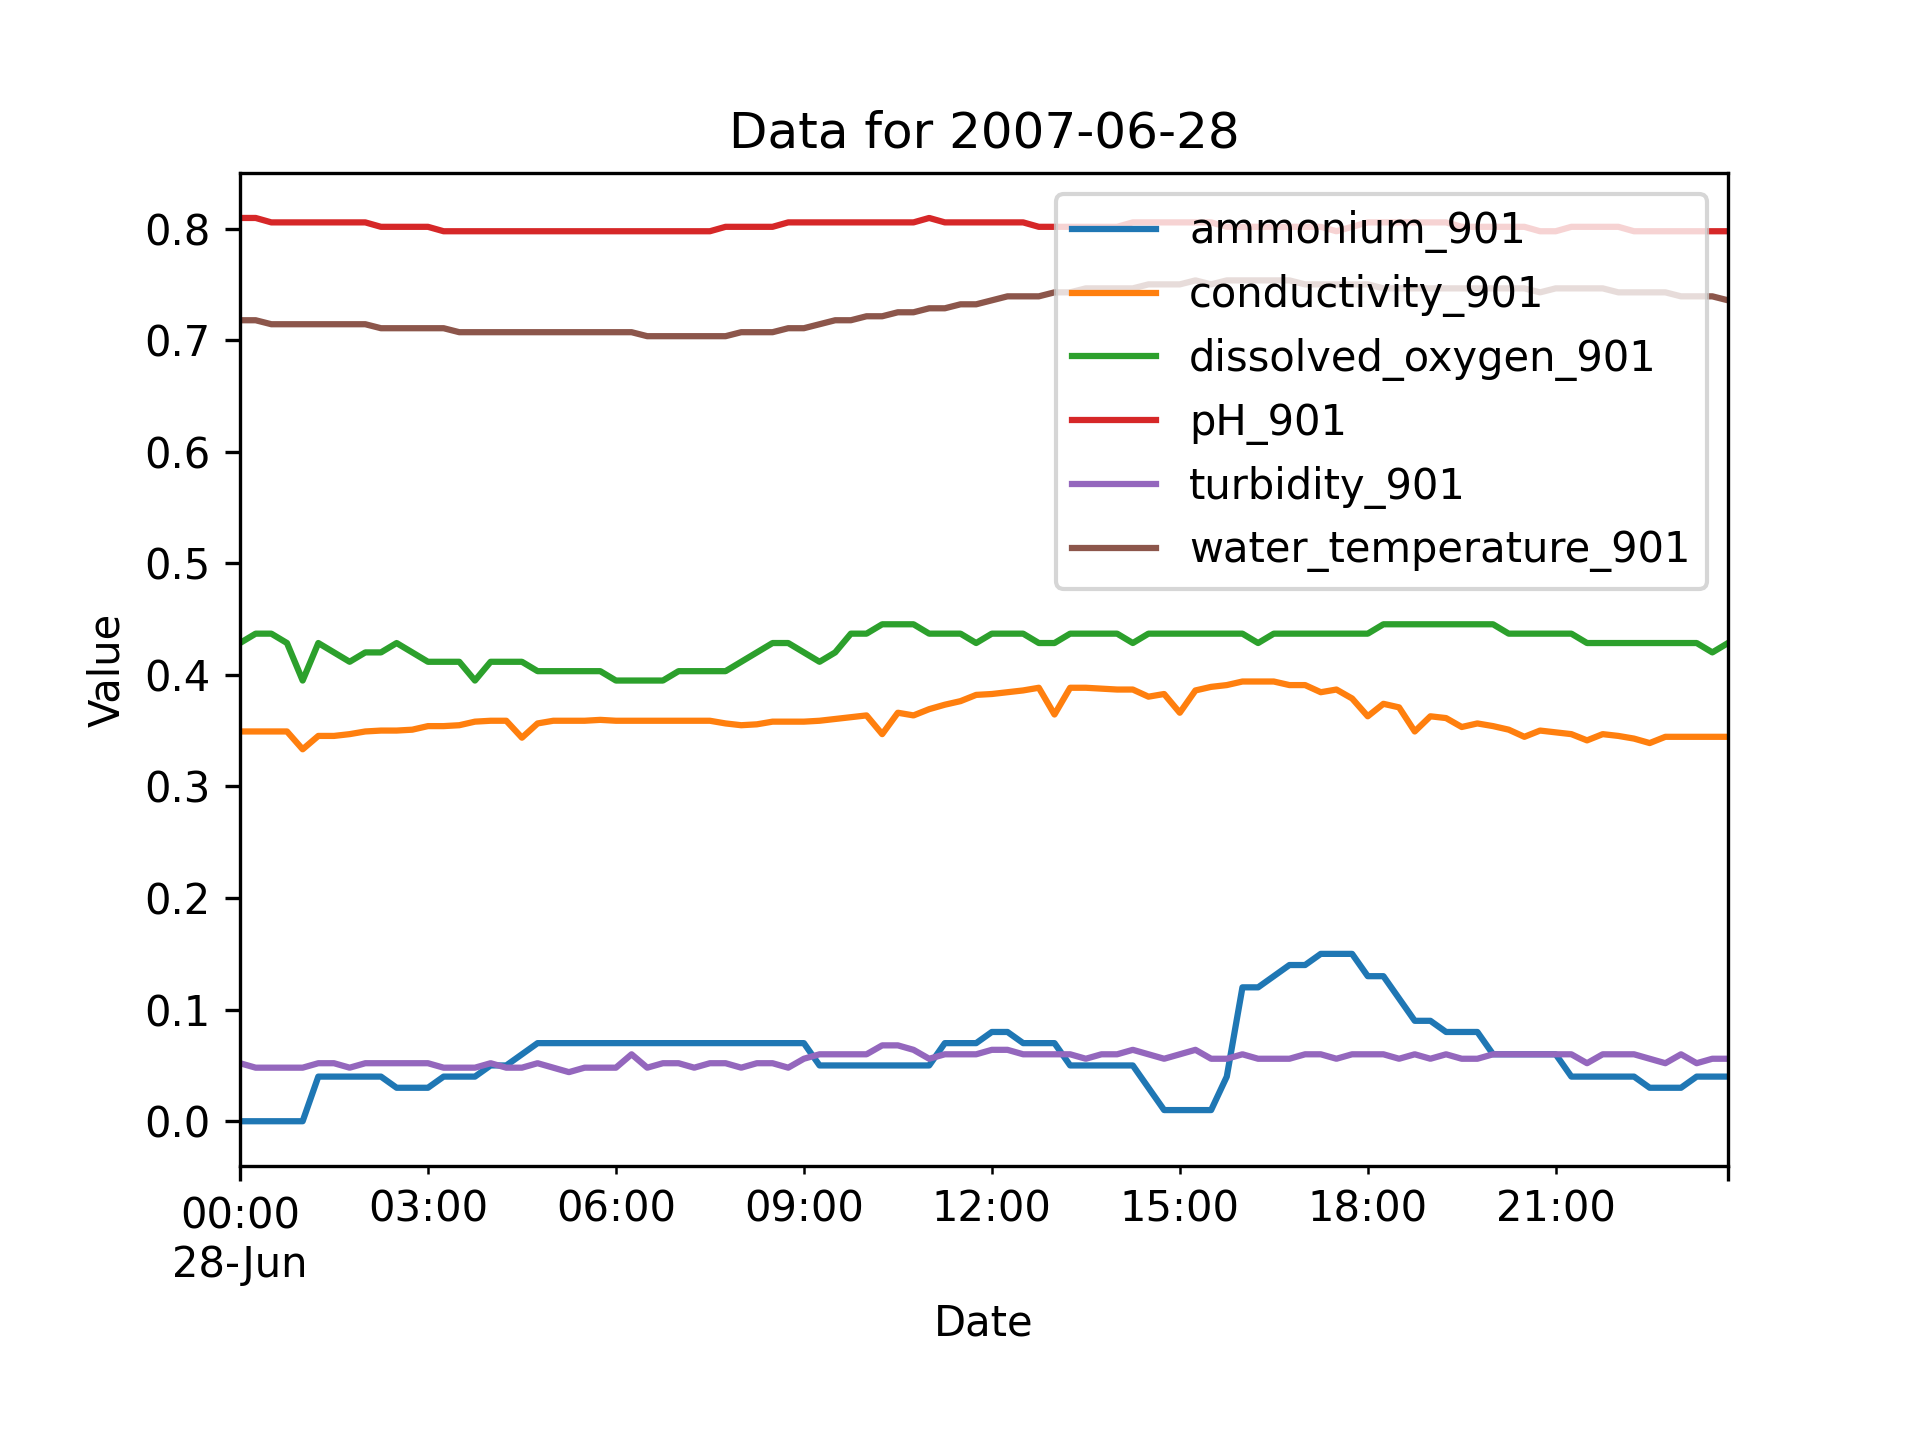 Data for 2007-06-28
ammonium_901
conductivity_901
dissolved_oxygen_901
pH_901
turbidity_901
water_temperature_901
Value
0.8
0.7
0.6
0.5
0.4
0.3
0.2
0.1
0.0
00:00 03:00 06:00 09:00 12:00 15:00 18:00 21:00
28-Jun
Date